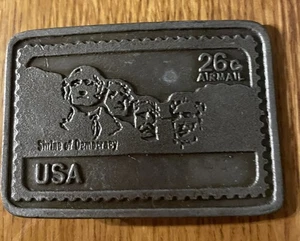 26c
AIRMAIL
Shrine of Democracy
USA